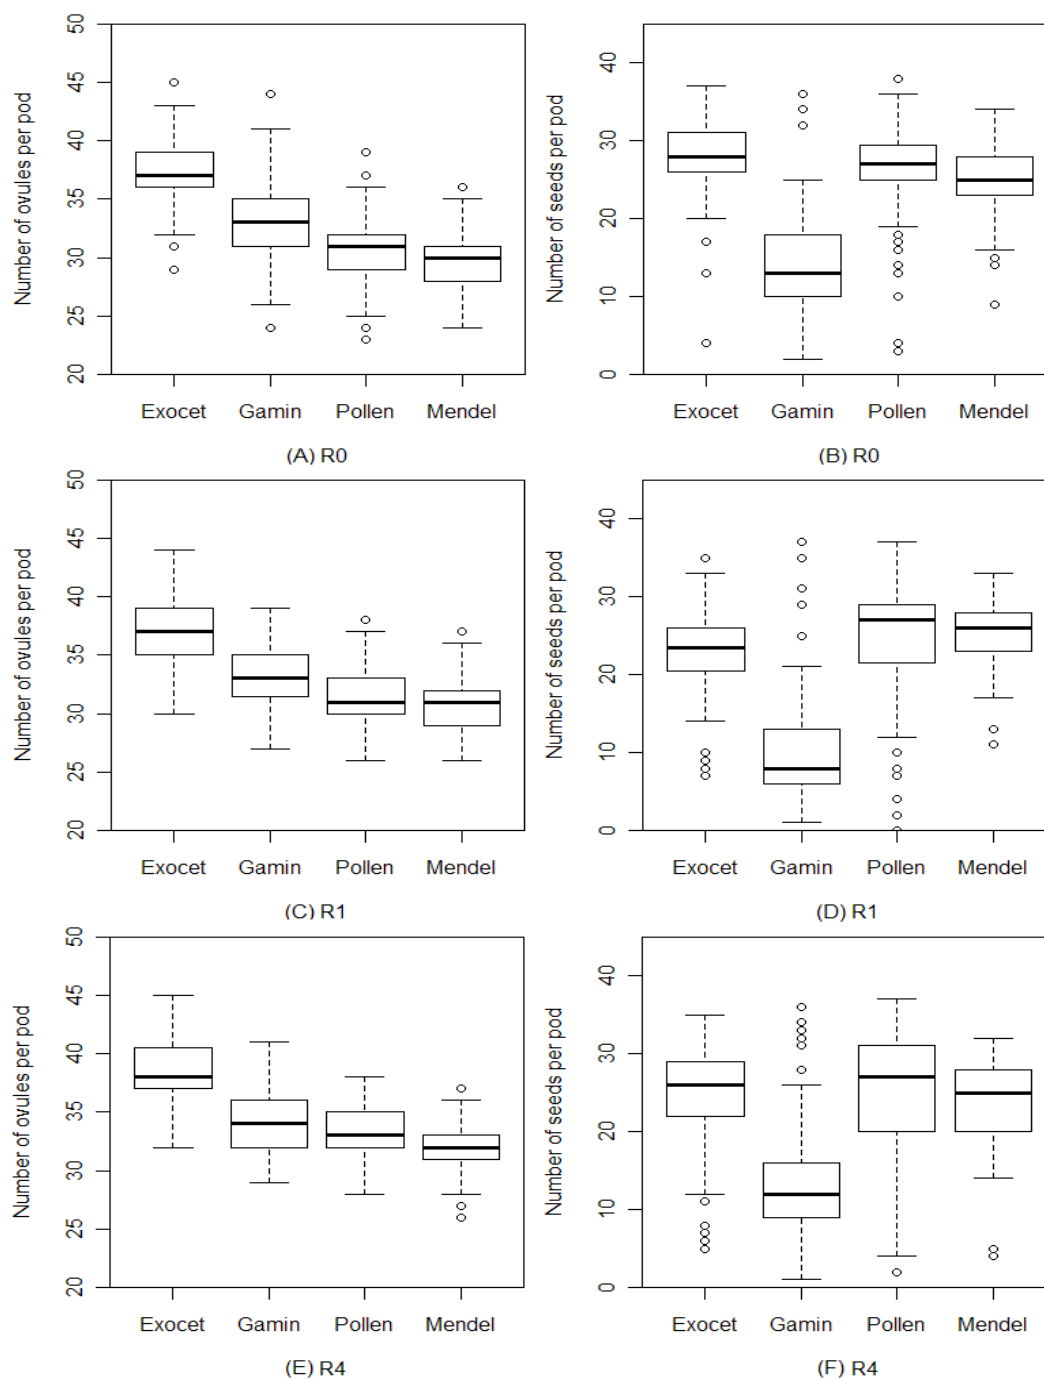 50
45
40
35
30
25
20
Number of ovules per pod
Exocet Gamin Pollen Mendel
(A) R0
40
30
20
10
0
Number of seeds per pod
Exocet Gamin Pollen Mendel
(B) R0
50
45
40
35
30
25
20
Number of ovules per pod
Exocet Gamin Pollen Mendel
(C) R1
40
30
20
10
0
Number of seeds per pod
Exocet Gamin Pollen Mendel
(D) R1
50
45
40
35
30
25
20
Number of ovules per pod
Exocet Gamin Pollen Mendel
(E) R4
40
30
20
10
0
Number of seeds per pod
Exocet Gamin Pollen Mendel
(F) R4